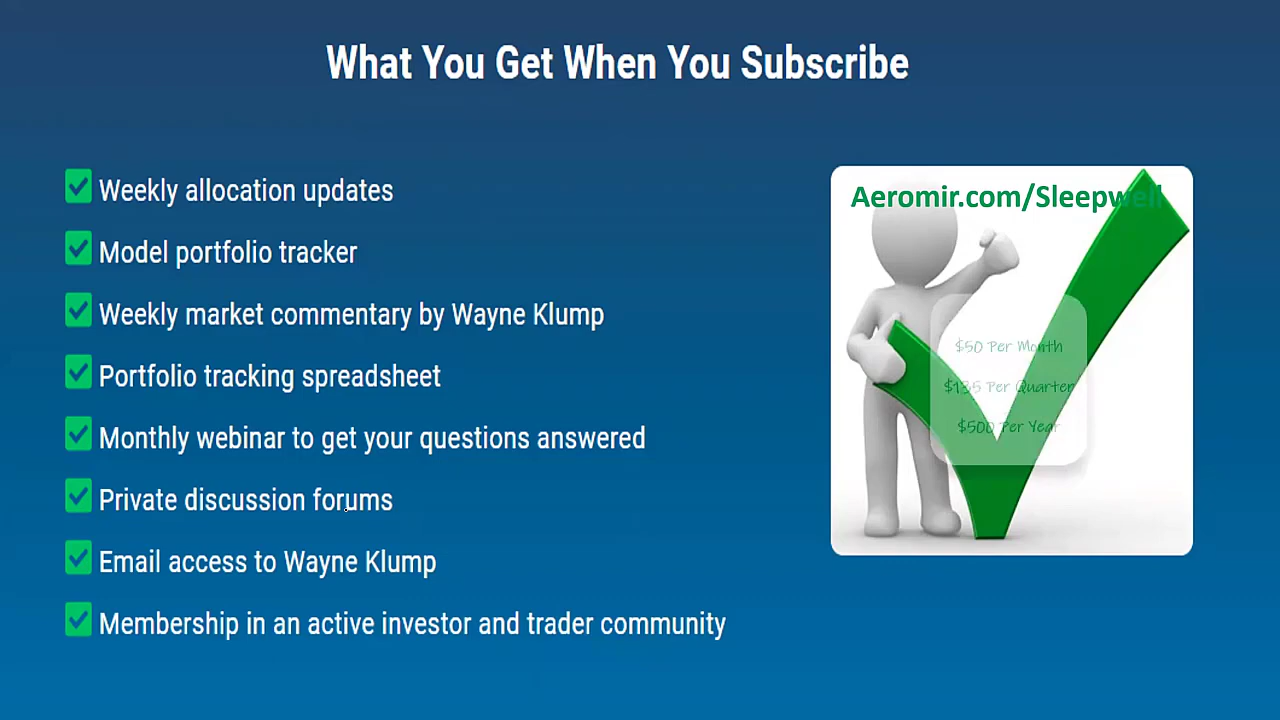 What You Get When You Subscribe
Weekly allocation updates
Model portfolio tracker
Weekly market commentary by Wayne Klump
Portfolio tracking spreadsheet
Monthly webinar to get your questions answered
Private discussion forums
Email access to Wayne Klump
Membership in an active investor and trader community
Aeromir.com/Sleepwell
$50 Per Month
$135 Per Quarter
$500 Per Year